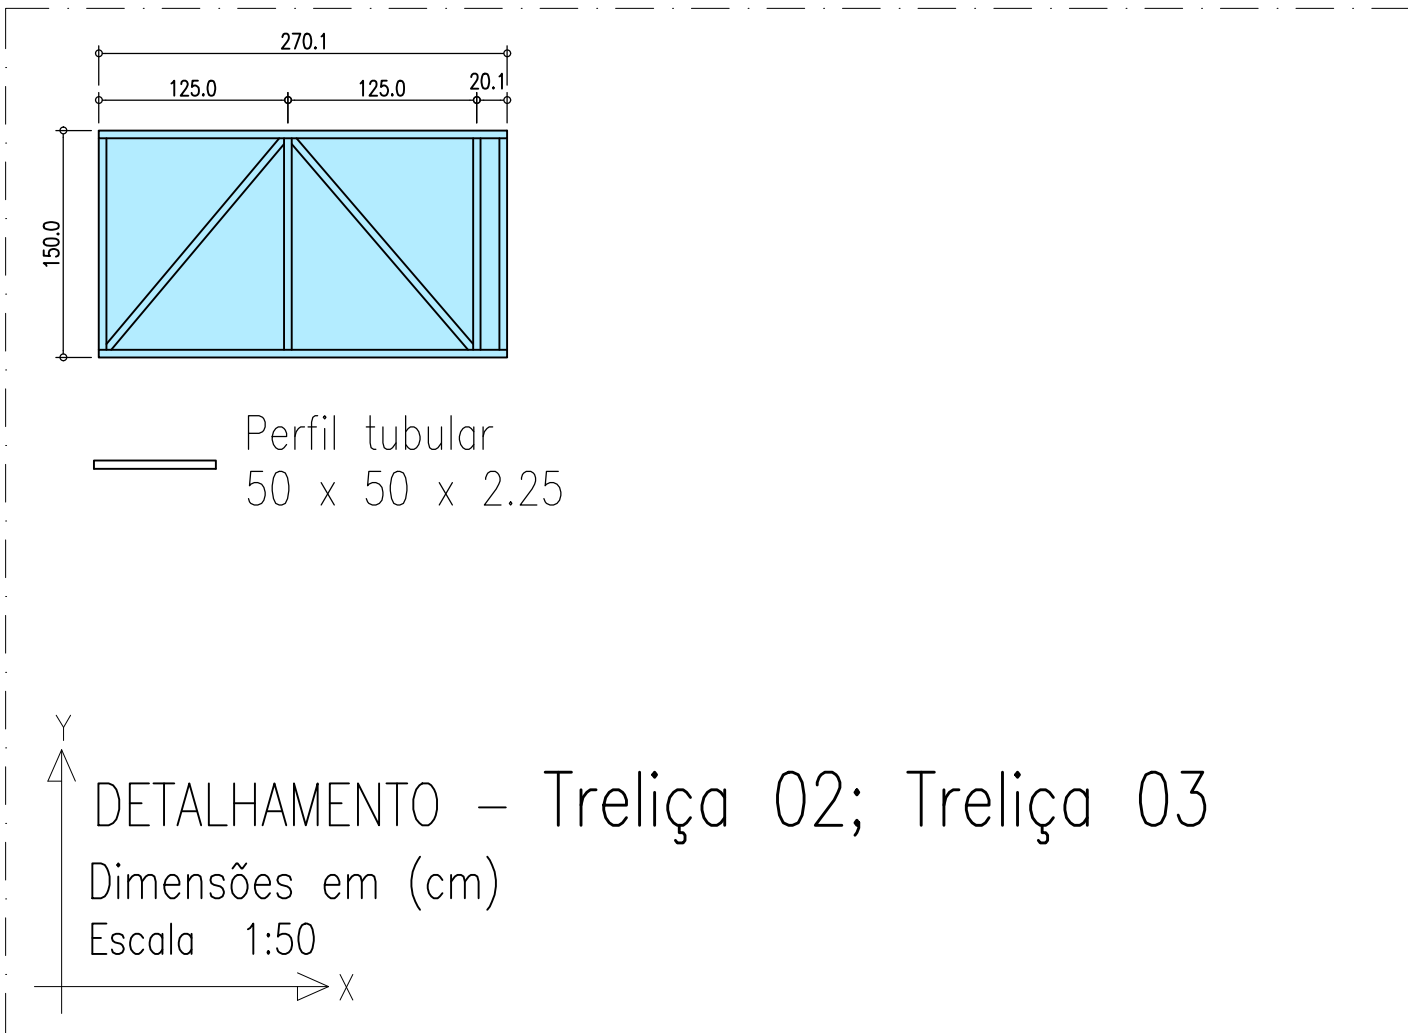 270.1
125.0 125.0 20.1
150.0
Perfil tubular
50 x 50 x 2.25
Y
DETALHAMENTO - Treliça 02; Treliça 03
Dimensões em (cm)
Escala 1:50
X